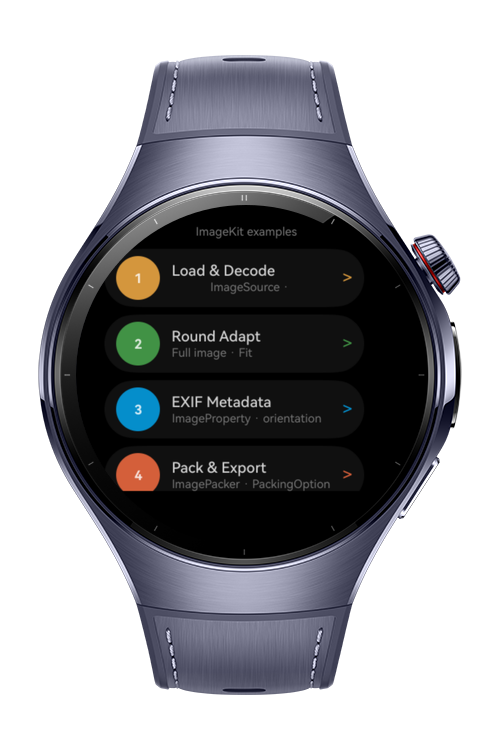 ImageKit examples
1
Load & Decode
ImageSource ·
>
2
Round Adapt
Full image · Fit
>
3
EXIF Metadata
ImageProperty · orientation
>
4
Pack & Export
ImagePacker · PackingOption
>